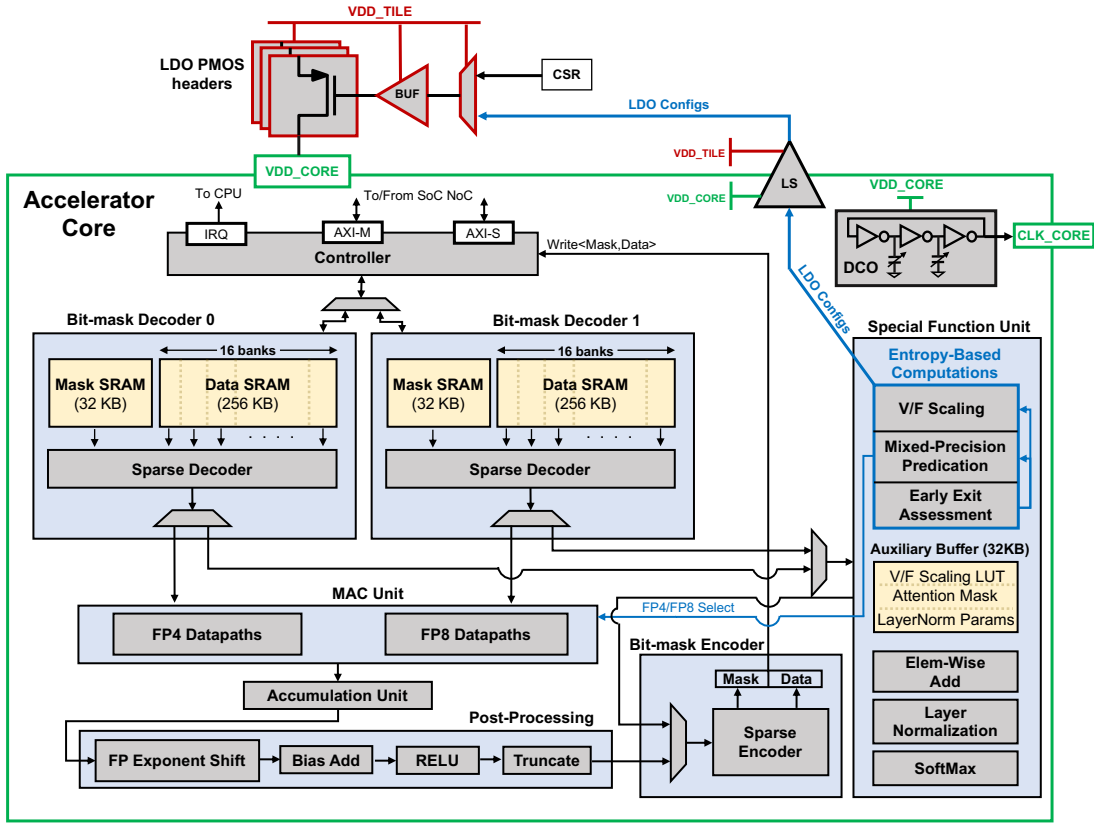 VDD_TILE
LDO PMOS
headers
BUF
CSR
LDO Configs
VDD_TILE
VDD_CORE
LS
VDD_CORE
VDD_CORE
CLK_CORE
DCO
Accelerator
Core
To CPU
To/From SoC NoC
IRQ
AXI-M
AXI-S
Controller
Write<Mask,Data>
LDO Configs
Bit-mask Decoder 0
16 banks
Mask SRAM
(32 KB)
Data SRAM
(256 KB)
. . . .
Sparse Decoder
Bit-mask Decoder 1
16 banks
Mask SRAM
(32 KB)
Data SRAM
(256 KB)
. . . .
Sparse Decoder
Special Function Unit
Entropy-Based
Computations
V/F Scaling
Mixed-Precision
Predication
Early Exit
Assessment
Auxiliary Buffer (32KB)
V/F Scaling LUT
Attention Mask
LayerNorm Params
Elem-Wise
Add
Layer
Normalization
SoftMax
MAC Unit
FP4 Datapaths
FP8 Datapaths
FP4/FP8 Select
Accumulation Unit
Post-Processing
FP Exponent Shift
Bias Add
RELU
Truncate
Bit-mask Encoder
Mask
Data
Sparse
Encoder